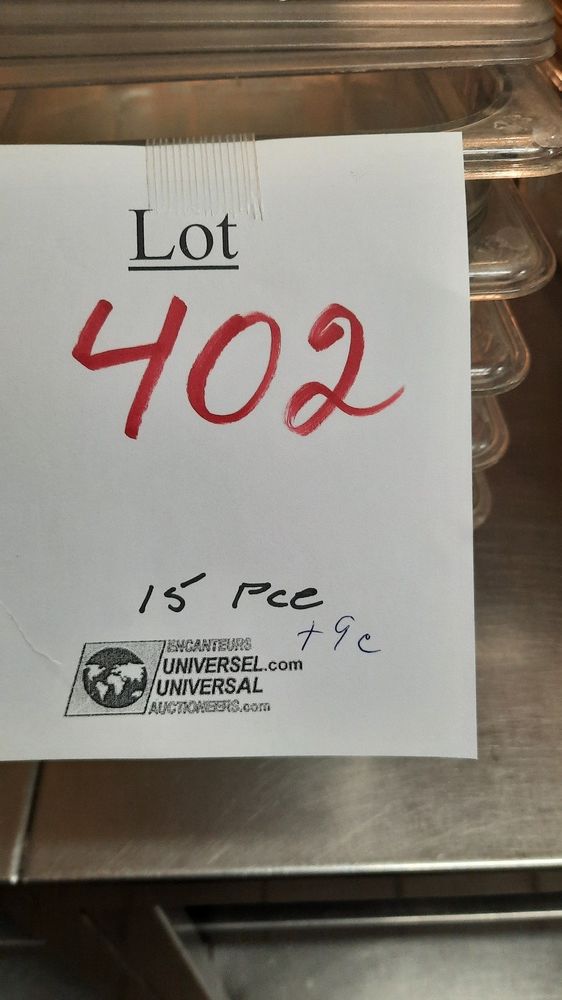 Lot
402
15 Pce
+9c
ENCANTEURS
UNIVERSEL.com
UNIVERSAL
AUCTIONEERS.com